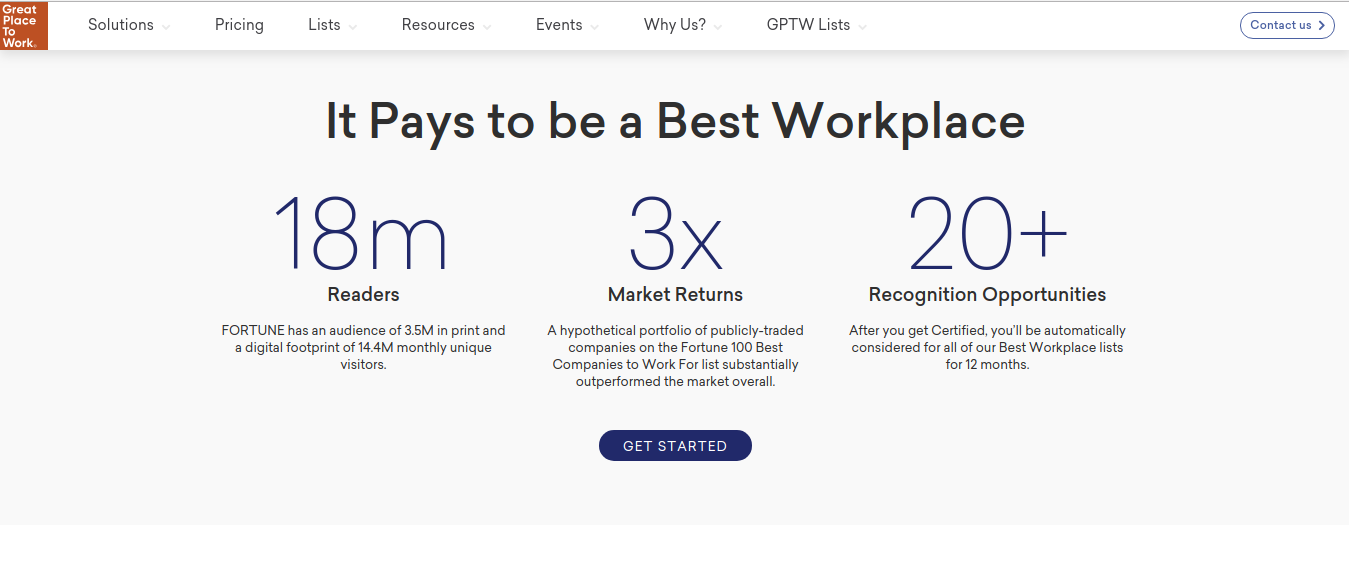 Great
Place
To
Work®
Solutions
Pricing
Lists
Resources
Events
Why Us?
GPTW Lists
Contact us
It Pays to be a Best Workplace
18m
Readers
FORTUNE has an audience of 3.5M in print and
a digital footprint of 14.4M monthly unique
visitors.
3x
Market Returns
A hypothetical portfolio of publicly-traded
companies on the Fortune 100 Best
Companies to Work For list substantially
outperformed the market overall.
20+
Recognition Opportunities
After you get Certified, you'll be automatically
considered for all of our Best Workplace lists
for 12 months.
GET STARTED